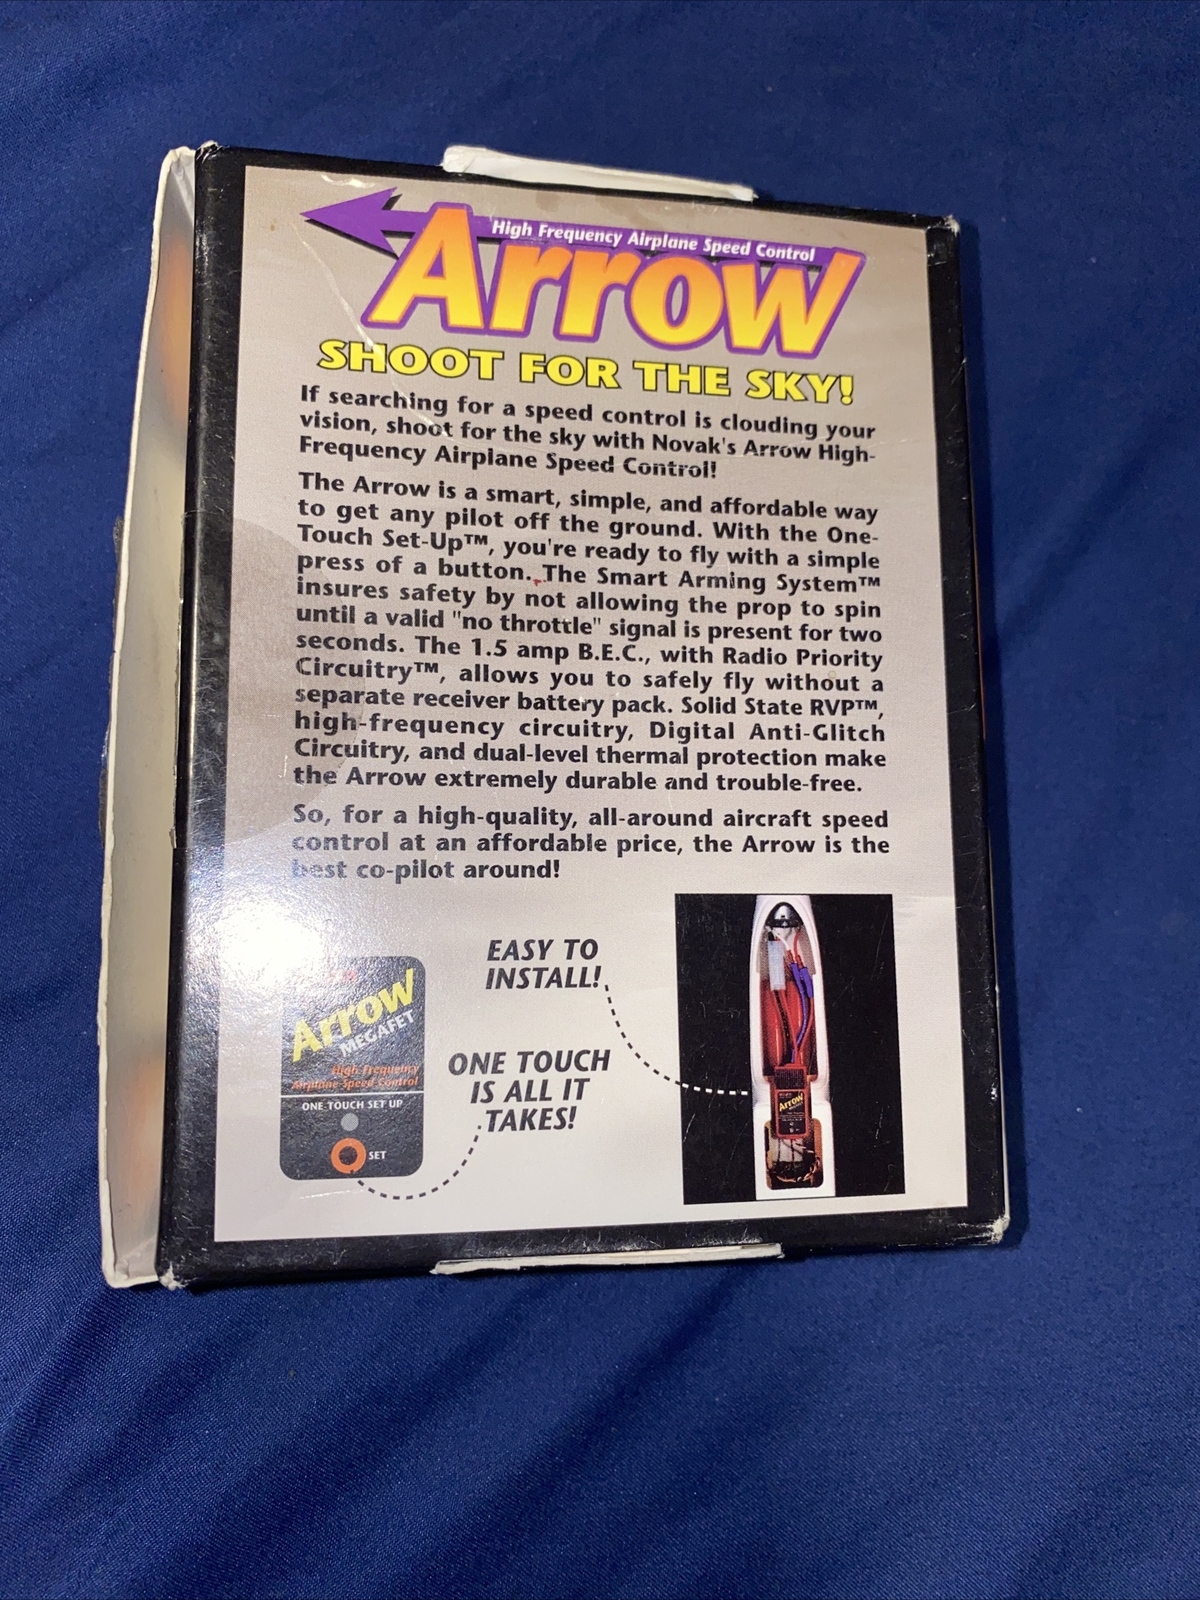 High Frequency Airplane Speed Control
Arrow
SHOOT FOR THE SKY!
If searching for a speed control is clouding your
vision, shoot for the sky with Novak's Arrow High-
Frequency Airplane Speed Control!
The Arrow is a smart, simple, and affordable way
to get any pilot off the ground. With the One-
Touch Set-Up™, you're ready to fly with a simple
press of a button. The Smart Arming System™
insures safety by not allowing the prop to spin
until a valid "no throttle" signal is present for two
seconds. The 1.5 amp B.E.C., with Radio Priority
Circuitry™, allows you to safely fly without a
separate receiver battery pack. Solid State RVP™,
high-frequency circuitry, Digital Anti-Glitch
Circuitry, and dual-level thermal protection make
the Arrow extremely durable and trouble-free.
So, for a high-quality, all-around aircraft speed
control at an affordable price, the Arrow is the
best co-pilot around!
EASY TO
INSTALL!
ONE TOUCH
IS ALL IT
TAKES!
Arrow
MEGAFET
High Frequency
Airplane Speed Control
ONE TOUCH SET UP
SET
Arrow